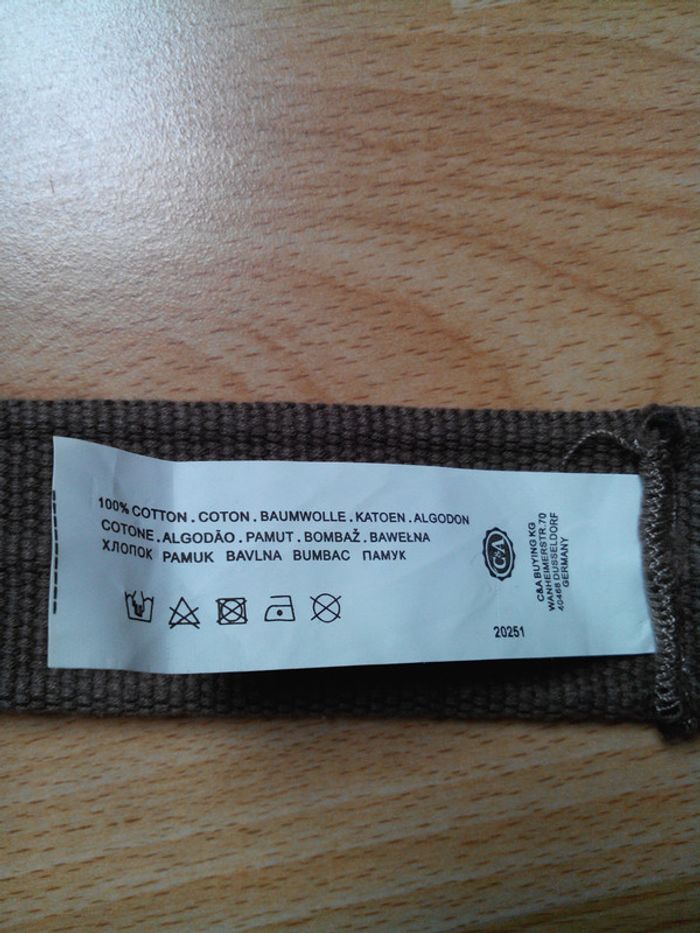 100% COTTON . COTON . BAUMWOLLE . KATOEN . ALGODON
COTONE . ALGODÃO . PAMUT . BOMBAŽ . BAWEŁNA
ХЛОПОК PAMUK BAVLNA BUMBAC ПАМУК
C&A
C&A BUYING KG
WANHEIMERSTR.70
40468 DUSSELDORF
GERMANY
20251